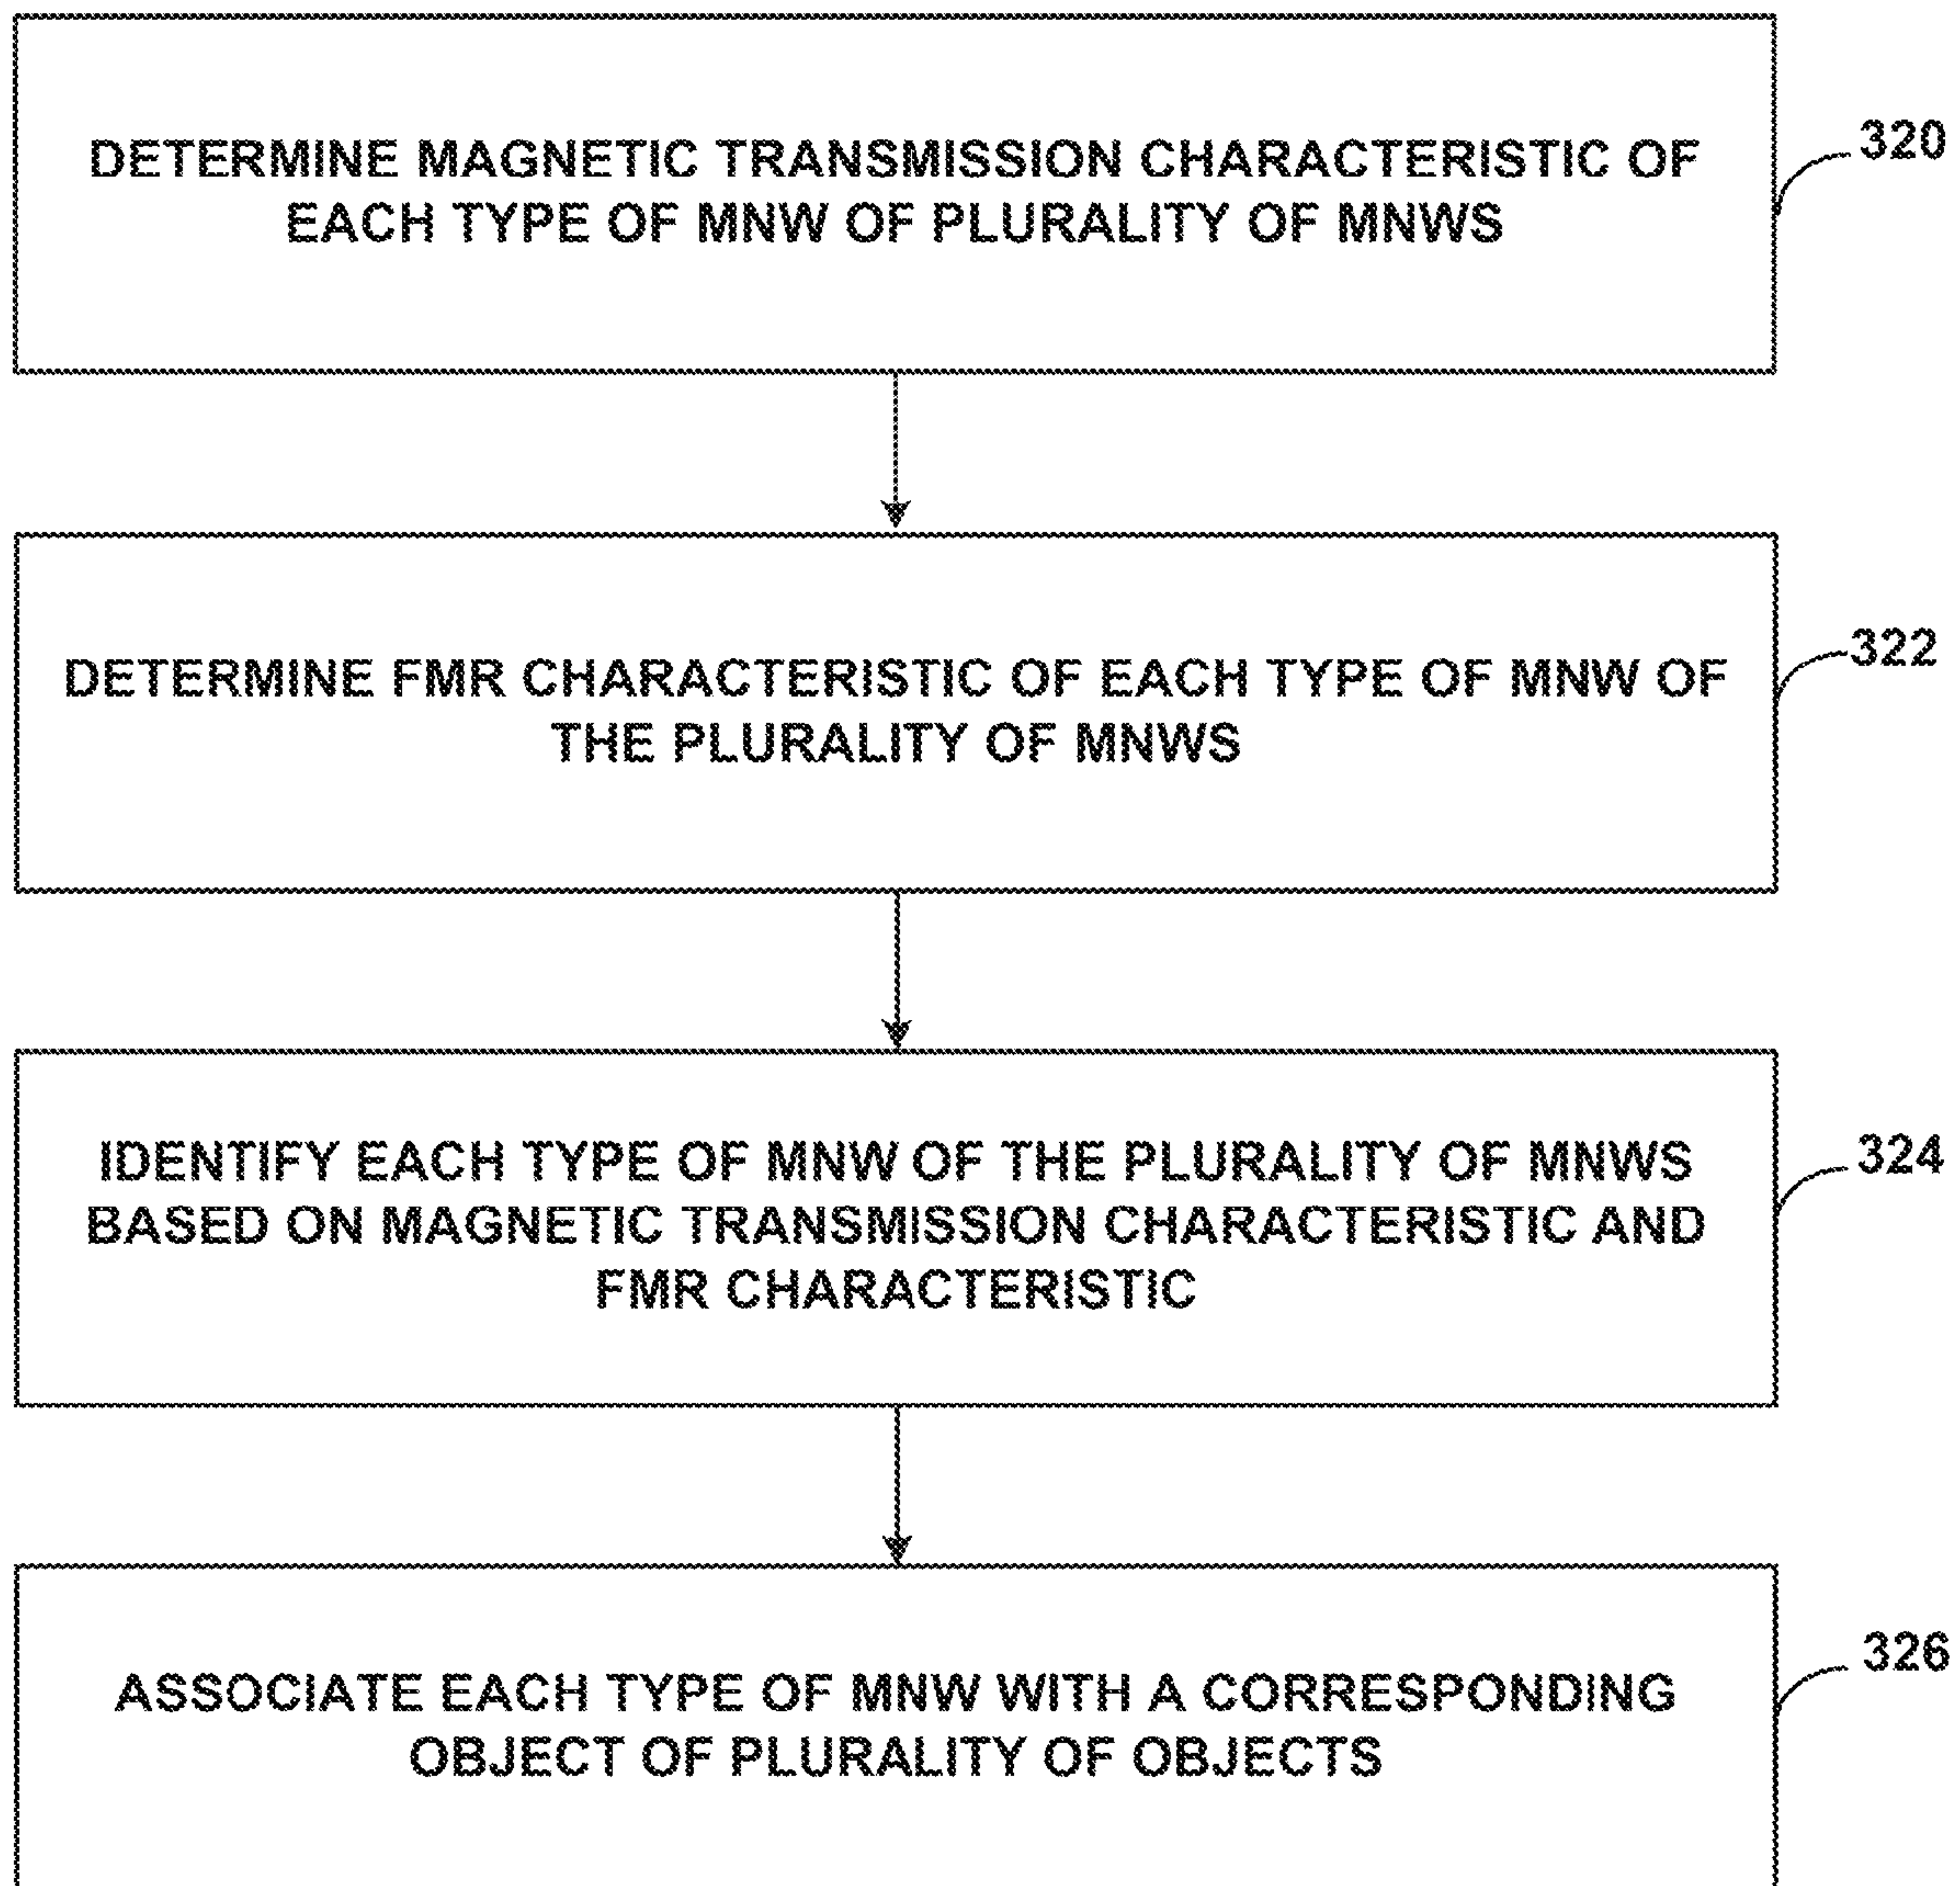 DETERMINE MAGNETIC TRANSMISSION CHARACTERISTIC OF
EACH TYPE OF MNW OF PLURALITY OF MNWS
320
DETERMINE FMR CHARACTERISTIC OF EACH TYPE OF MNW OF
THE PLURALITY OF MNWS
322
IDENTIFY EACH TYPE OF MNW OF THE PLURALITY OF MNWS
BASED ON MAGNETIC TRANSMISSION CHARACTERISTIC AND
FMR CHARACTERISTIC
324
ASSOCIATE EACH TYPE OF MNW WITH A CORRESPONDING
OBJECT OF PLURALITY OF OBJECTS
326